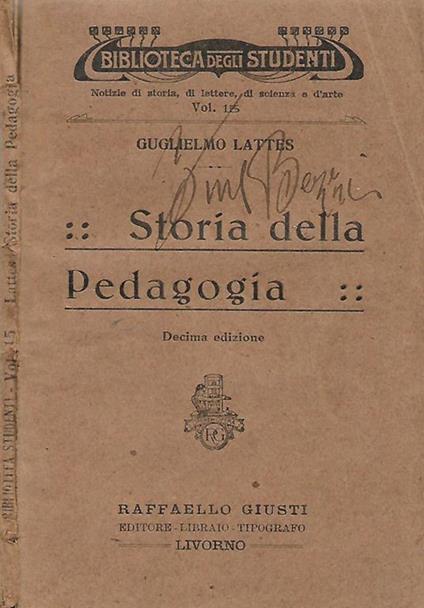 BIBLIOTECA DEGLI STUDENTI
Notizie di storia, di lettere, di scienza e d'arte
Vol. 15
GUGLIELMO LATTES
:: Storia della
Pedagogia ::
Decima edizione
RG
RAFFAELLO GIUSTI
EDITORE-LIBRAIO-TIPOGRAFO
LIVORNO
BIBLIOTECA STUDENTI - Vol. 15 Lattes, Storia della Pedagogia